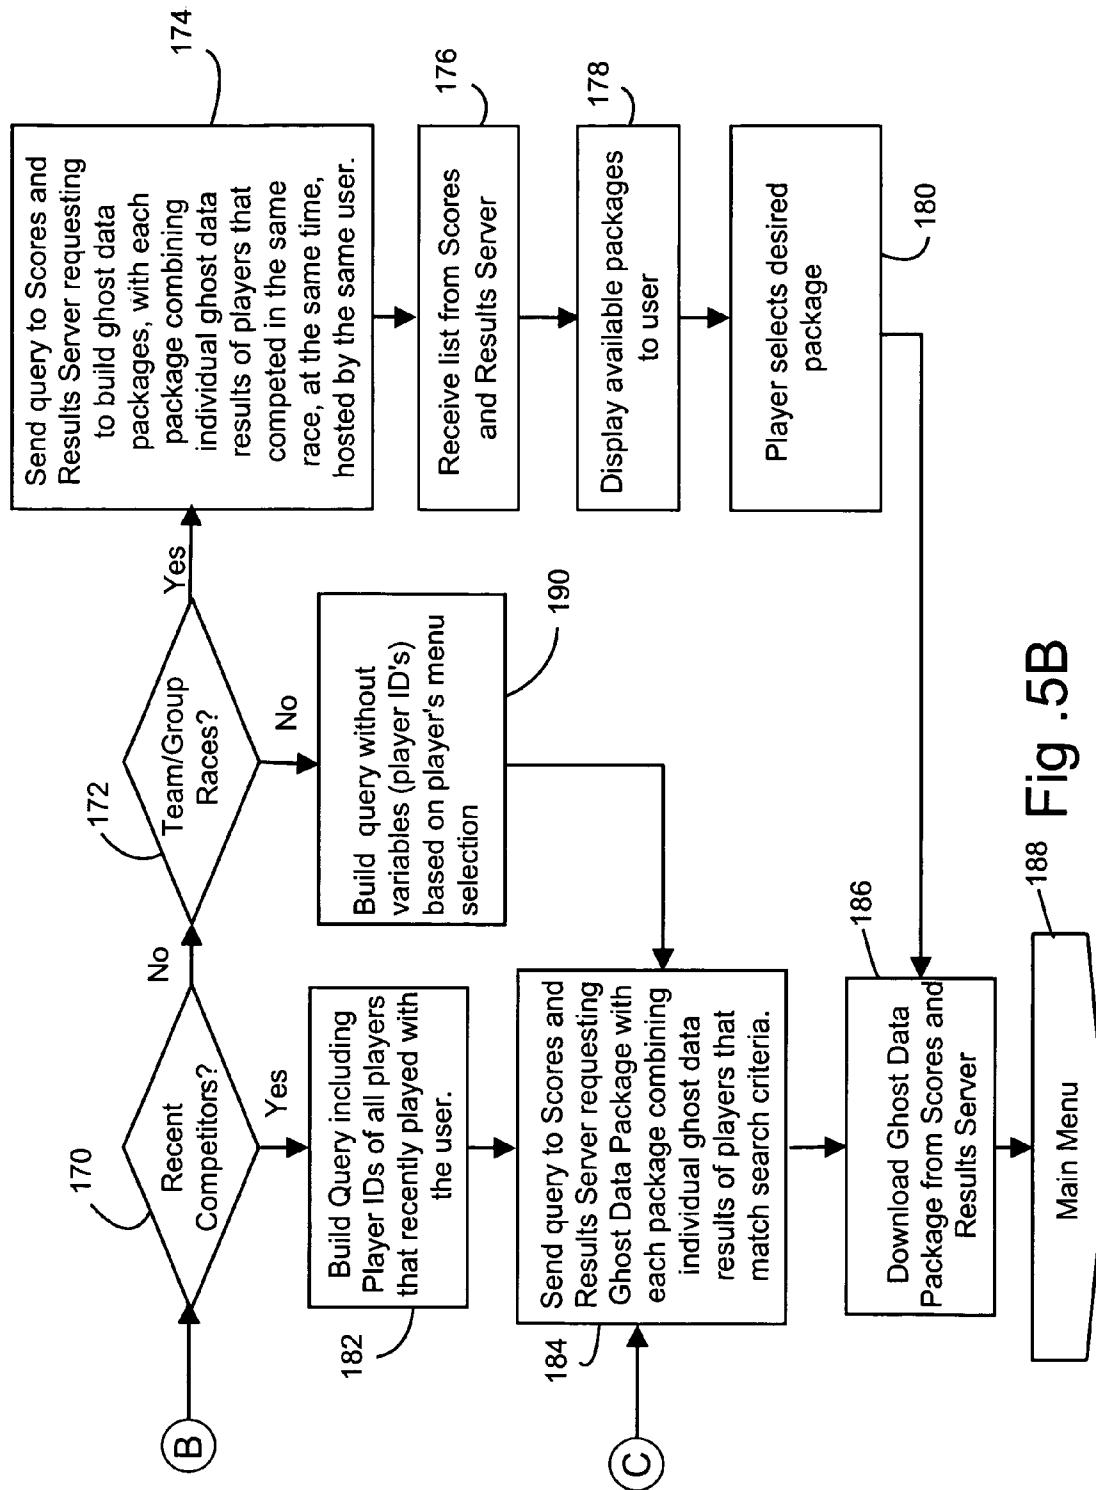 B
170
Recent
Competitors?
No
Yes
172
Team/Group
Races?
Yes
No
174
Send query to Scores and
Results Server requesting
to build ghost data
packages, with each
package combining
individual ghost data
results of players that
competed in the same
race, at the same time,
hosted by the same user.
176
Receive list from Scores
and Results Server
178
Display available packages
to user
180
Player selects desired
package
182
Build Query including
Player IDs of all players
that recently played with
the user.
190
Build query without
variables (player ID's)
based on player's menu
selection
C
184
Send query to Scores and
Results Server requesting
Ghost Data Package with
each package combining
individual ghost data
results of players that
match search criteria.
186
Download Ghost Data
Package from Scores and
Results Server
188
Main Menu
Fig .5B